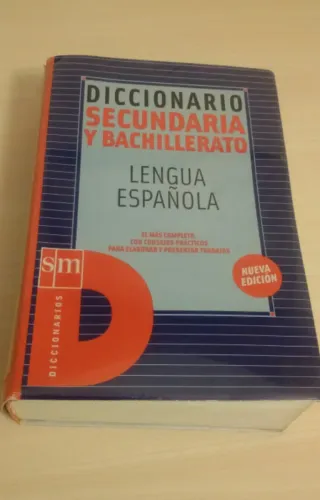 DICCIONARIO
SECUNDARIA
Y BACHILLERATO
LENGUA
ESPAÑOLA
EL MÁS COMPLETO,
CON CONSEJOS PRÁCTICOS
PARA ELABORAR Y PRESENTAR TRABAJOS
NUEVA
EDICIÓN
sm
DICCIONARIOS